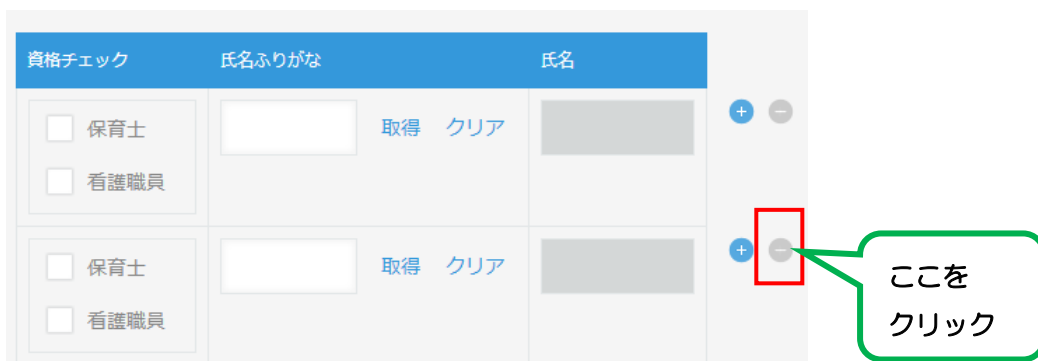 資格チェック 氏名ふりがな 氏名
保育士 取得 クリア
看護職員
保育士 取得 クリア
看護職員
ここを
クリック